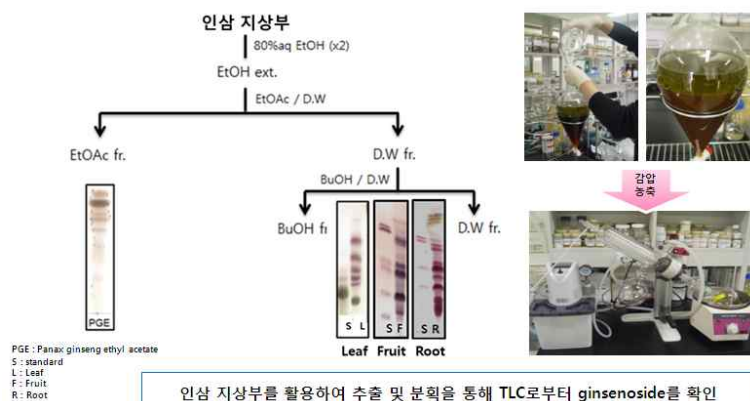 인삼 지상부
80%aq EtOH (x2)
EtOH ext.
EtOAc / D.W
EtOAc fr.
D.W fr.
BuOH / D.W
BuOH fr
D.W fr.
PGE
S L
S F
S R
Leaf Fruit Root
감압
농축
PGE : Panax ginseng ethyl acetate
S : standard
L : Leaf
F : Fruit
R : Root
인삼 지상부를 활용하여 추출 및 분획을 통해 TLC로부터 ginsenoside를 확인